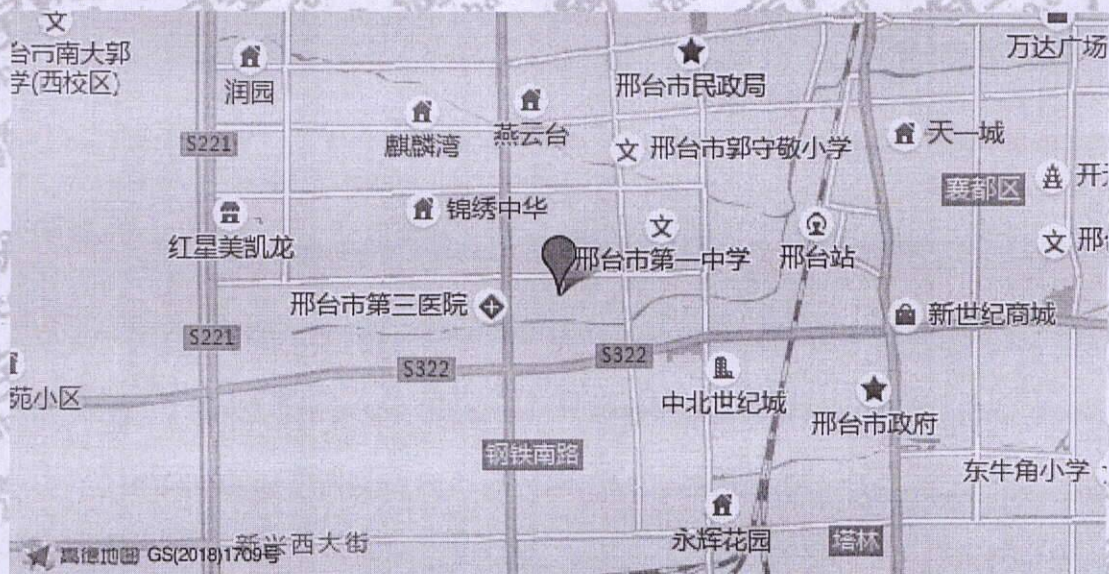 台市南大郭
学(西校区)
润园
邢台市民政局
万达广场
S221
麒麟湾
燕云台
邢台市郭守敬小学
天一城
襄都区
开元
锦绣中华
红星美凯龙
邢台市第一中学
邢台站
邢台
邢台市第三医院
新世纪商城
S221
S322
S322
苑小区
中北世纪城
邢台市政府
钢铁南路
东牛角小学
新兴西大街
永辉花园
塔林
高德地图 GS(2018)1709号